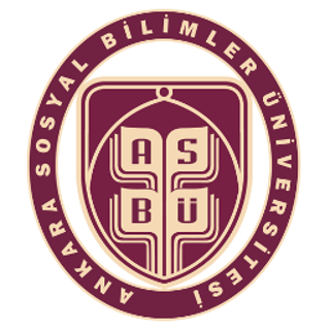 ANKARA SOSYAL BİLİMLER ÜNİVERSİTESİ
AS
BÜ